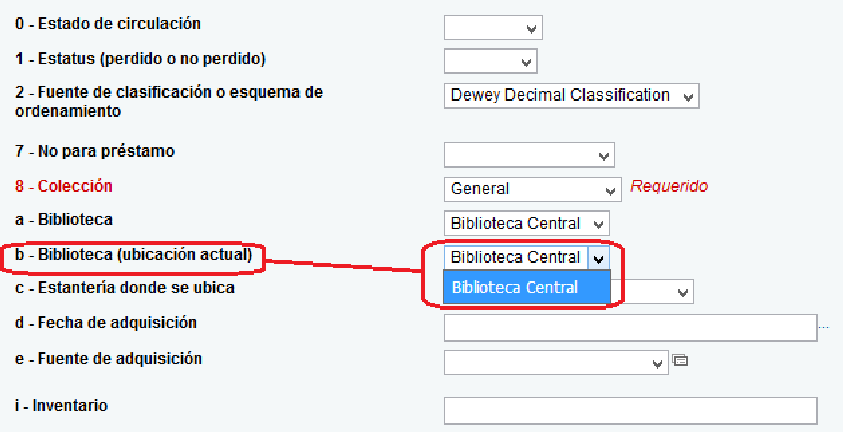 0 - Estado de circulación
1 - Estatus (perdido o no perdido)
2 - Fuente de clasificación o esquema de
ordenamiento
Dewey Decimal Classification
7 - No para préstamo
8 - Colección
General
Requerido
a - Biblioteca
Biblioteca Central
b - Biblioteca (ubicación actual)
Biblioteca Central
Biblioteca Central
c - Estantería donde se ubica
d - Fecha de adquisición
...
e - Fuente de adquisición
i - Inventario